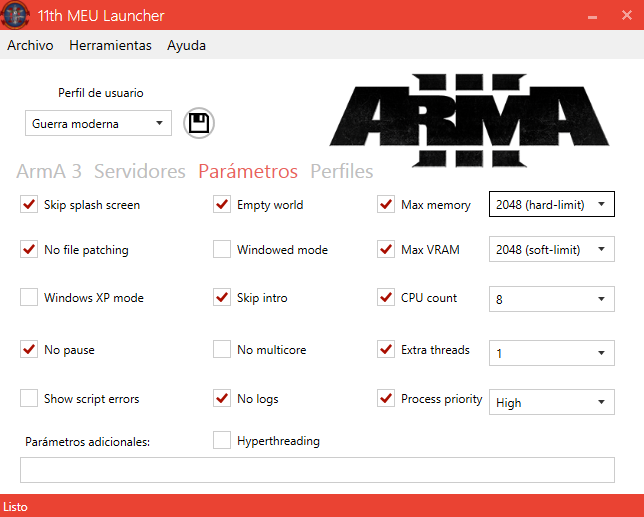 11th MEU Launcher
Archivo Herramientas Ayuda
Perfil de usuario
Guerra moderna
ARMA
III
ArmA 3 Servidores Parámetros Perfiles
Skip splash screen Empty world Max memory 2048 (hard-limit)
No file patching Windowed mode Max VRAM 2048 (soft-limit)
Windows XP mode Skip intro CPU count 8
No pause No multicore Extra threads 1
Show script errors No logs Process priority High
Parámetros adicionales: Hyperthreading
Listo